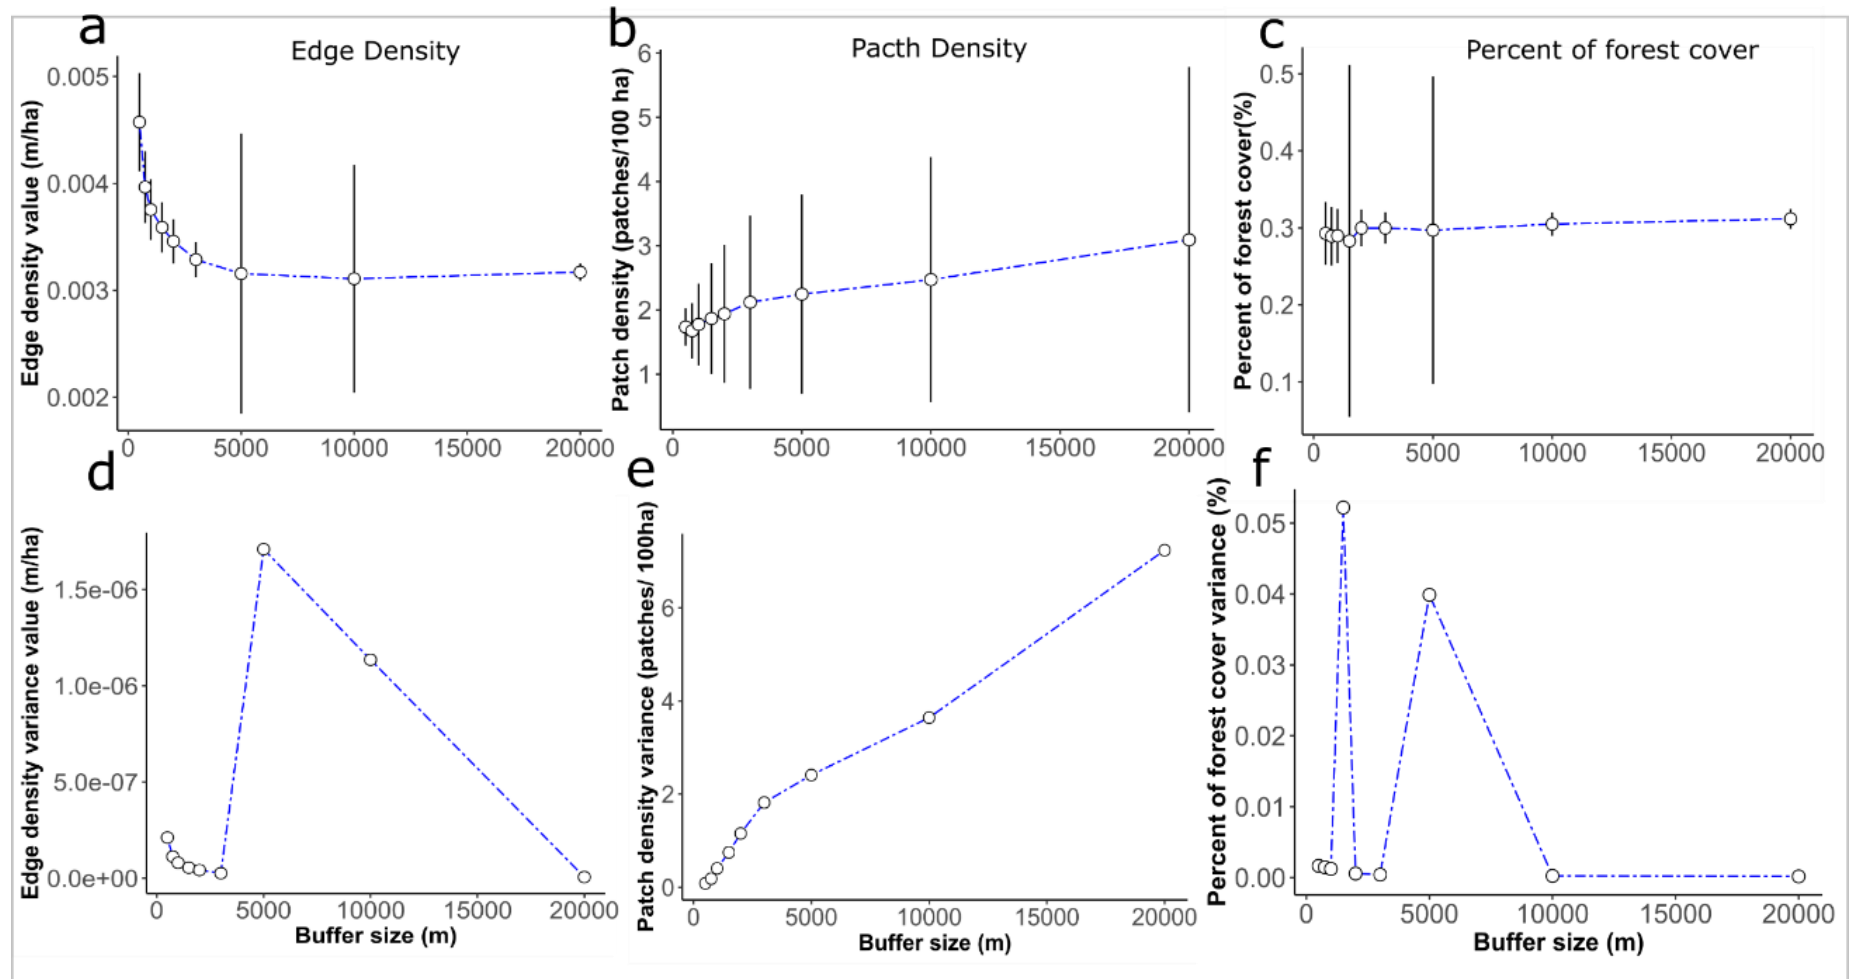 a
Edge Density
Edge density value (m/ha)
0.005
0.004
0.003
0.002
0
5000
10000
15000
20000
b
Pacth Density
Patch density (patches/100 ha)
6
5
4
3
2
1
0
5000
10000
15000
20000
c
Percent of forest cover
Percent of forest cover(%)
0.5
0.4
0.3
0.2
0.1
0
5000
10000
15000
20000
d
Edge density variance value (m/ha)
1.5e-06
1.0e-06
5.0e-07
0.0e+00
0
5000
10000
15000
20000
Buffer size (m)
e
Patch density variance (patches/ 100ha)
6
4
2
0
0
5000
10000
15000
20000
Buffer size (m)
f
Percent of forest cover variance (%)
0.05
0.04
0.03
0.02
0.01
0.00
0
5000
10000
15000
20000
Buffer size (m)